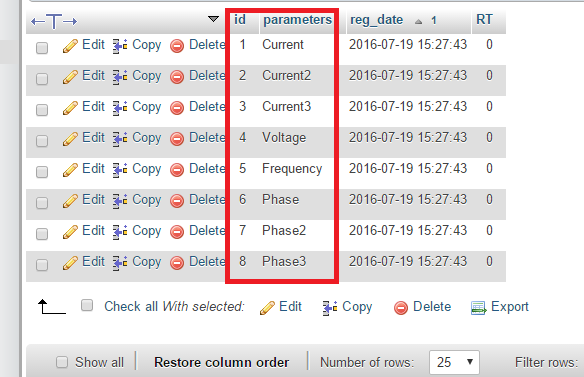 id parameters reg_date 1 RT
Edit Copy Delete 1 Current 2016-07-19 15:27:43 0
Edit Copy Delete 2 Current2 2016-07-19 15:27:43 0
Edit Copy Delete 3 Current3 2016-07-19 15:27:43 0
Edit Copy Delete 4 Voltage 2016-07-19 15:27:43 0
Edit Copy Delete 5 Frequency 2016-07-19 15:27:43 0
Edit Copy Delete 6 Phase 2016-07-19 15:27:43 0
Edit Copy Delete 7 Phase2 2016-07-19 15:27:43 0
Edit Copy Delete 8 Phase3 2016-07-19 15:27:43 0
Check all With selected: Edit Copy Delete Export
Show all Restore column order Number of rows: 25 Filter rows: